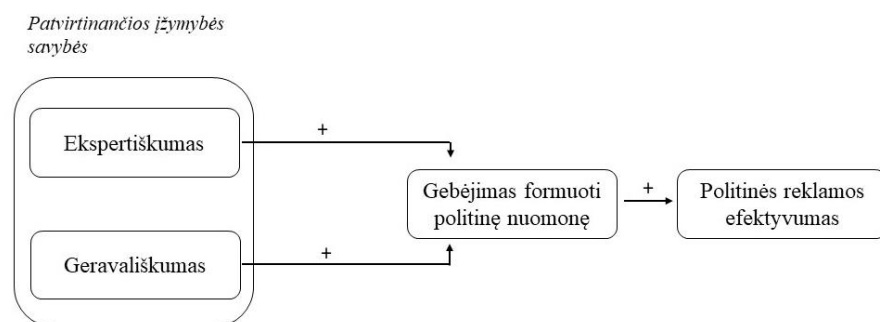 Patvirtinančios įžymybės
savybės
Ekspertiškumas
+
Gebėjimas formuoti
politinę nuomonę
+
Politinės reklamos
efektyvumas
Geravališkumas
+